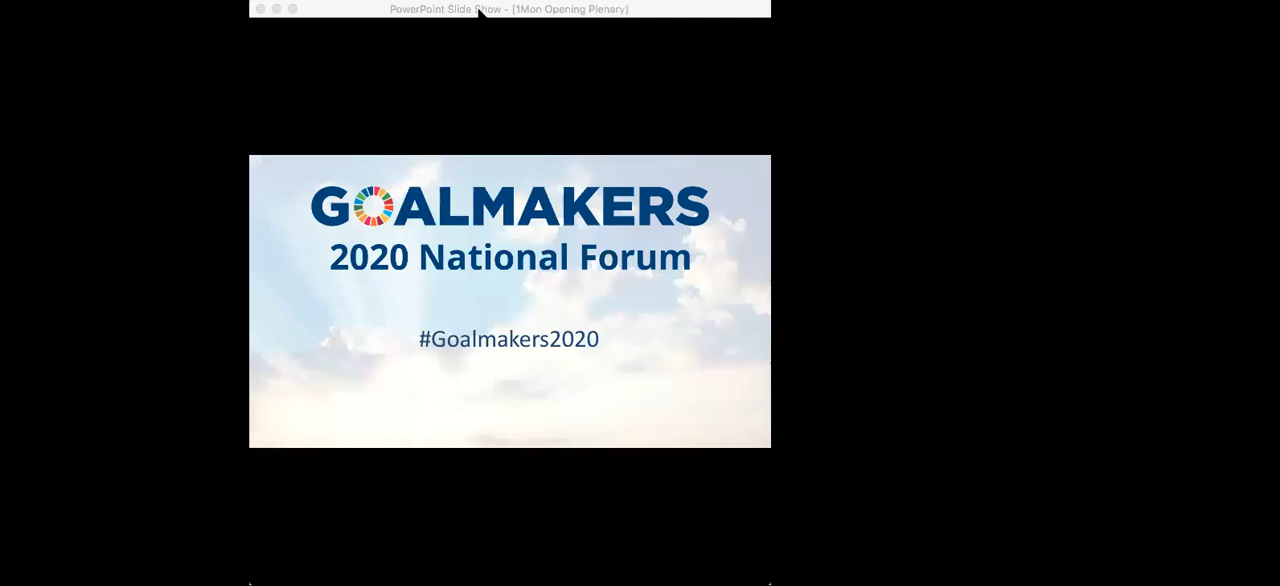 PowerPoint Slide Show - [1Mon Opening Plenary]
GOALMAKERS
2020 National Forum
#Goalmakers2020